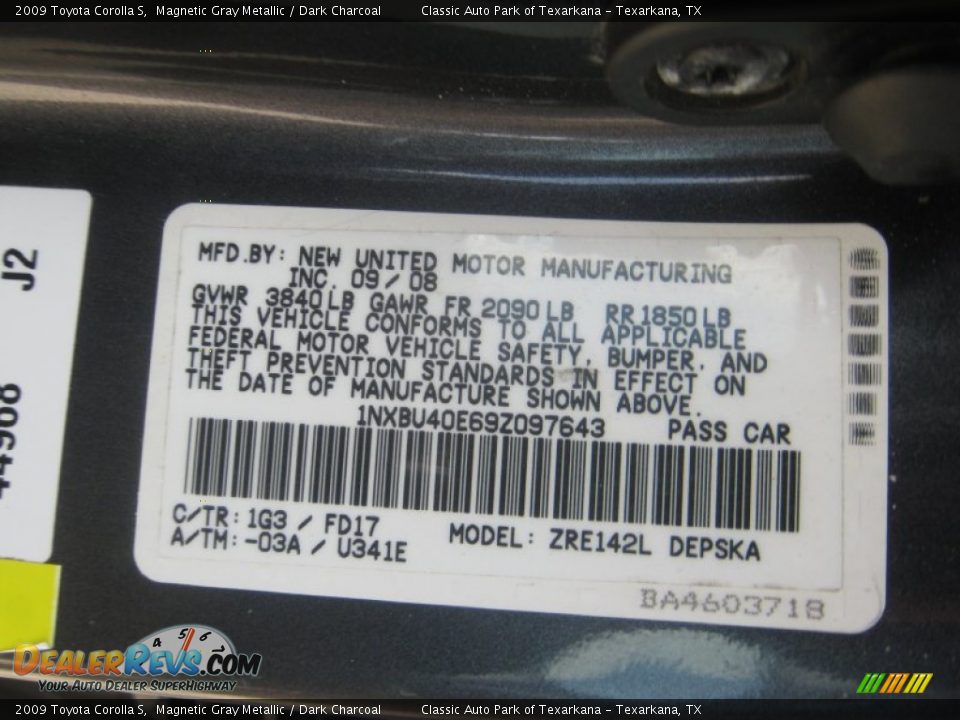 2009 Toyota Corolla S, Magnetic Gray Metallic / Dark Charcoal Classic Auto Park of Texarkana - Texarkana, TX
J2
MFD.BY: NEW UNITED MOTOR MANUFACTURING
INC. 09/08
GVWR 3840LB GAWR FR 2090LB RR 1850LB
THIS VEHICLE CONFORMS TO ALL APPLICABLE
FEDERAL MOTOR VEHICLE SAFETY, BUMPER, AND
THEFT PREVENTION STANDARDS IN EFFECT ON
THE DATE OF MANUFACTURE SHOWN ABOVE.
1NXBU40E69Z097643 PASS CAR
C/TR: 1G3 / FD17
A/TM: -03A / U341E
MODEL: ZRE142L DEPSKA
BA4603718
4 5 6
DEALERREVS.COM
YOUR AUTO DEALER SUPERHIGHWAY
2009 Toyota Corolla S, Magnetic Gray Metallic / Dark Charcoal Classic Auto Park of Texarkana - Texarkana, TX